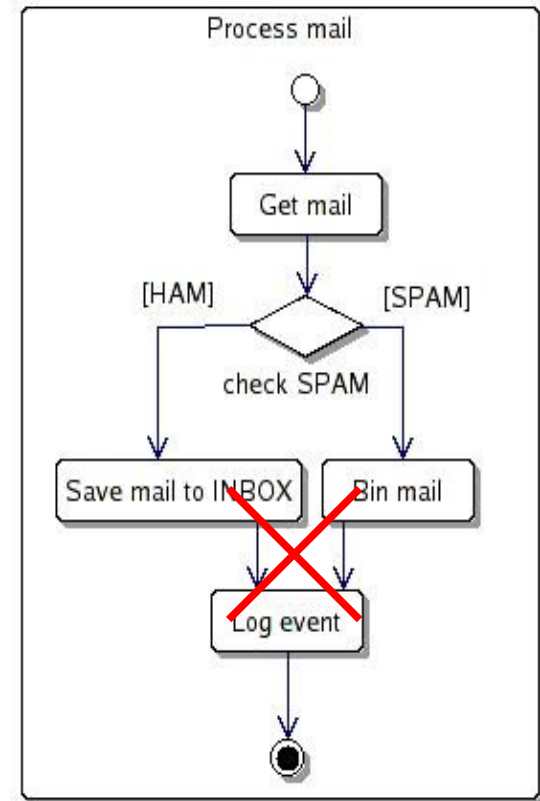 Process mail
Get mail
[HAM]
[SPAM]
check SPAM
Save mail to INBOX
Bin mail
Log event